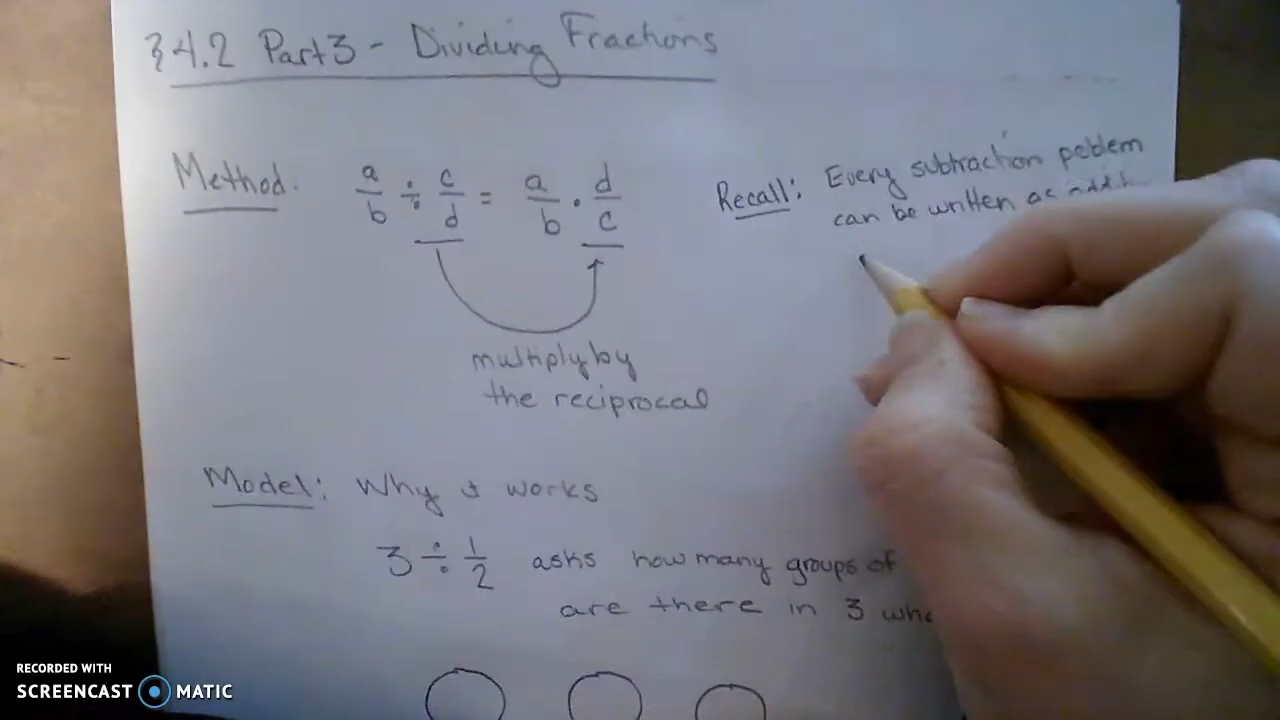 §4.2 Part 3 - Dividing Fractions
Method: a/b ÷ c/d = a/b · d/c
multiply by
the reciprocal
Recall: Every subtraction poblem
can be written as
Model: Why it works
3 ÷ 1/2 asks how many groups of
are there in 3
RECORDED WITH
SCREENCAST MATIC